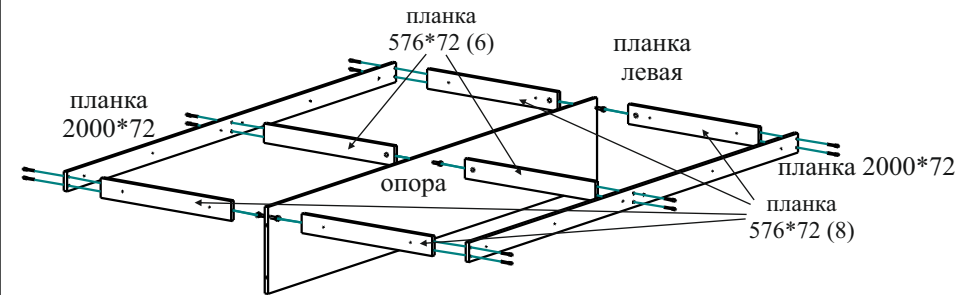 планка
576*72 (6)
планка
левая
планка
2000*72
опора
планка 2000*72
планка
576*72 (8)